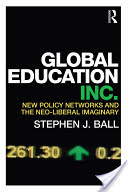 GLOBAL
EDUCATION
INC.
NEW POLICY NETWORKS AND
THE NEO-LIBERAL IMAGINARY
STEPHEN J. BALL
261.30 0.2